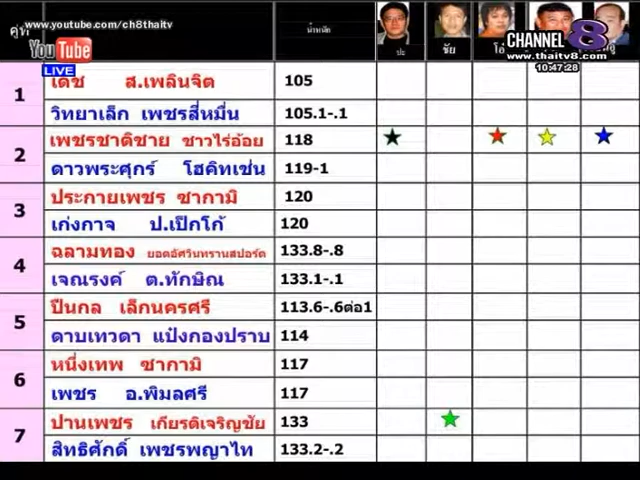 www.youtube.com/ch8thaitv
คู่ที่
YouTube
LIVE
น้ำหนัก
ปะ ชัย
CHANNEL 8
www.thaitv8.com
10:47:28
1 เดช ส.เพลินจิต 105
วิทยาเล็ก เพชรสี่หมื่น 105.1-.1
2 เพชรชาติชาย ชาวไร่อ้อย 118
ดาวพระศุกร์ โฮคิทเช่น 119-1
3 ประกายเพชร ซากามิ 120
เก่งกาจ ป.เป๊กโก้ 120
4 ฉลามทอง ยอดอัศวินทรานสปอร์ต 133.8-.8
เจณรงค์ ต.ทักษิณ 133.1-.1
5 ปืนกล เล็กนครศรี 113.6-.6ต่อ1
ดาบเทวดา แป๋งกองปราบ 114
6 หนึ่งเทพ ซากามิ 117
เพชร อ.พิมลศรี 117
7 ปานเพชร เกียรติเจริญชัย 133
สิทธิศักดิ์ เพชรพญาไท 133.2-.2